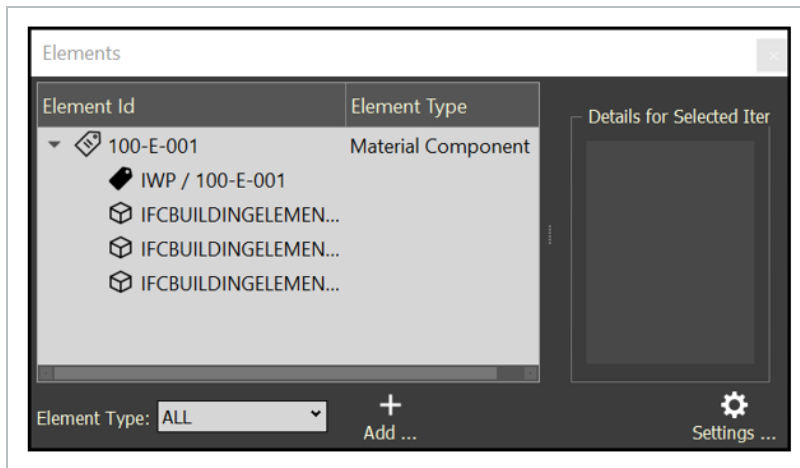 Elements
Element Id Element Type
100-E-001 Material Component
IWP / 100-E-001
IFCBUILDINGELEMEN...
IFCBUILDINGELEMEN...
IFCBUILDINGELEMEN...
Details for Selected Iter
Element Type: ALL
Add ...
Settings ...